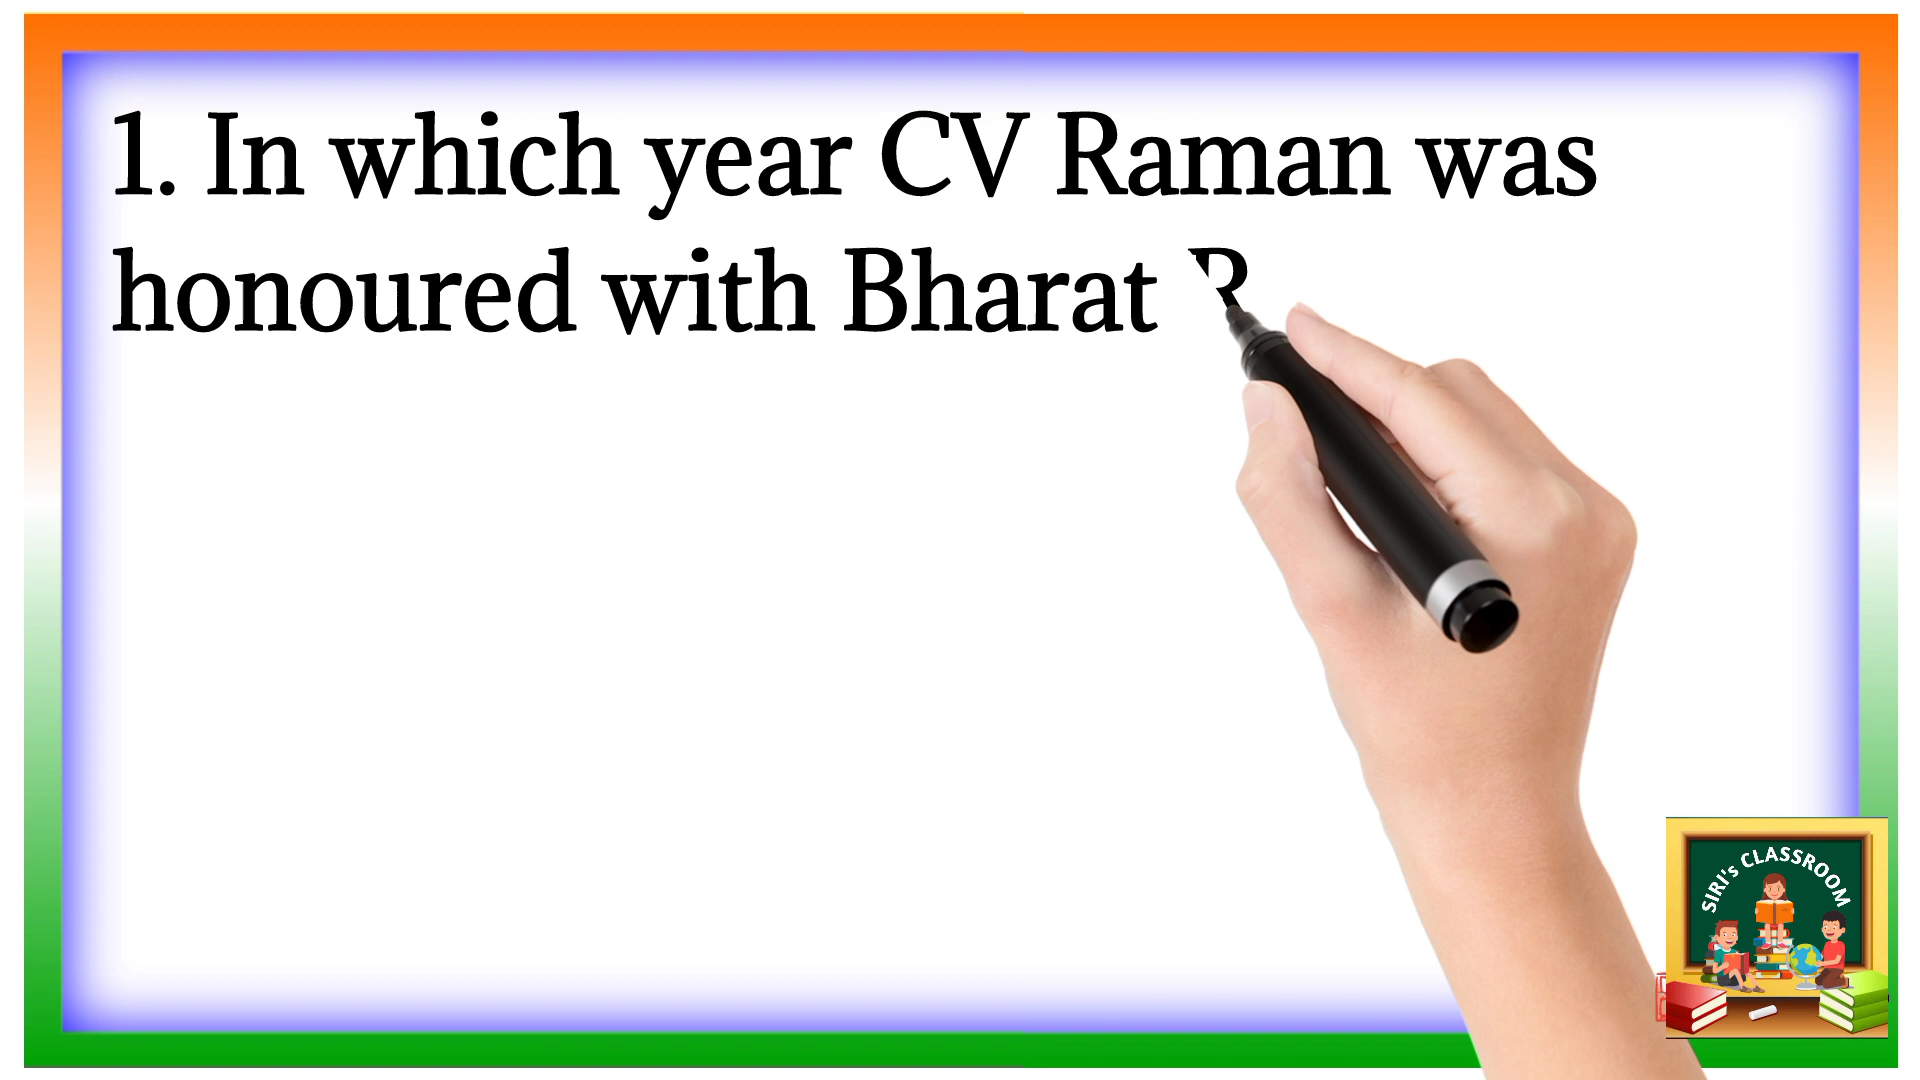 1. In which year CV Raman was
honoured with Bharat
SIRI's CLASSROOM